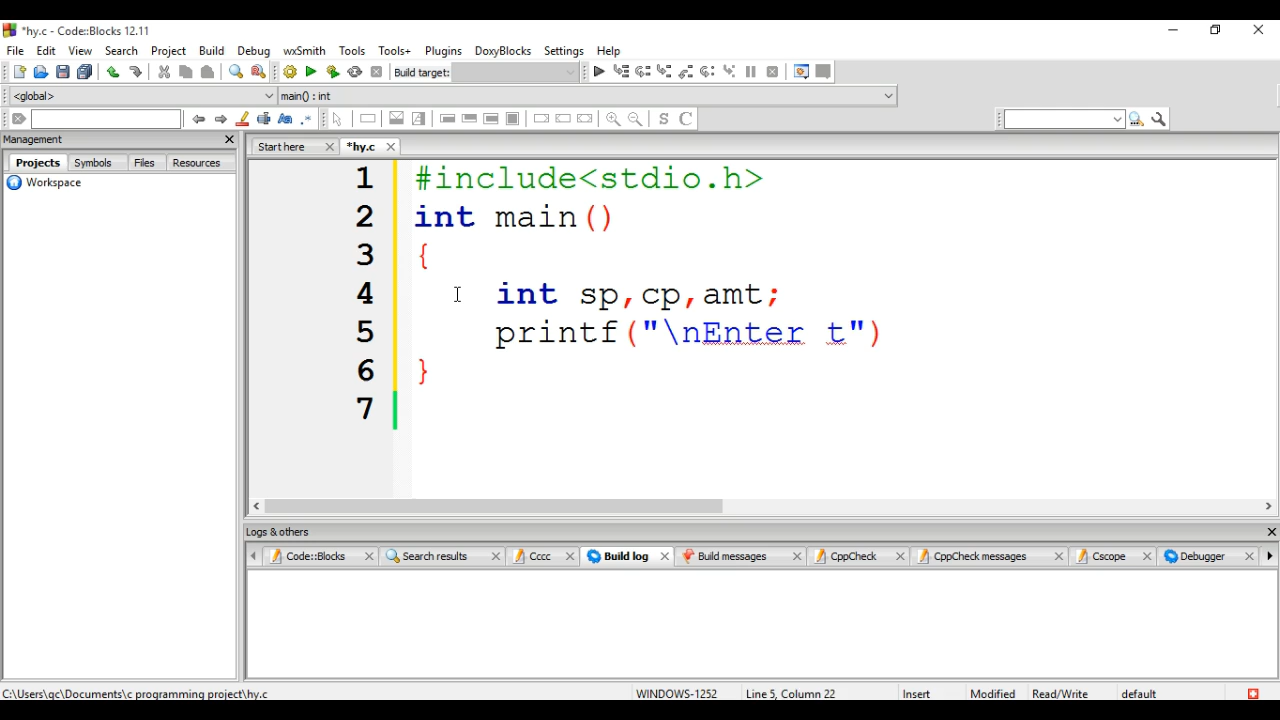 *hy.c - Code::Blocks 12.11
File Edit View Search Project Build Debug wxSmith Tools Tools+ Plugins DoxyBlocks Settings Help
Build target:
<global> main() : int
S C
Management
Projects Symbols Files Resources
Workspace
Start here *hy.c
1 #include<stdio.h>
2 int main()
3 {
4 int sp,cp,amt;
5 printf("\nEnter t")
6 }
7
Logs & others
Code::Blocks Search results Cccc Build log Build messages CppCheck CppCheck messages Cscope Debugger
C:\Users\qc\Documents\c programming project\hy.c WINDOWS-1252 Line 5, Column 22 Insert Modified Read/Write default